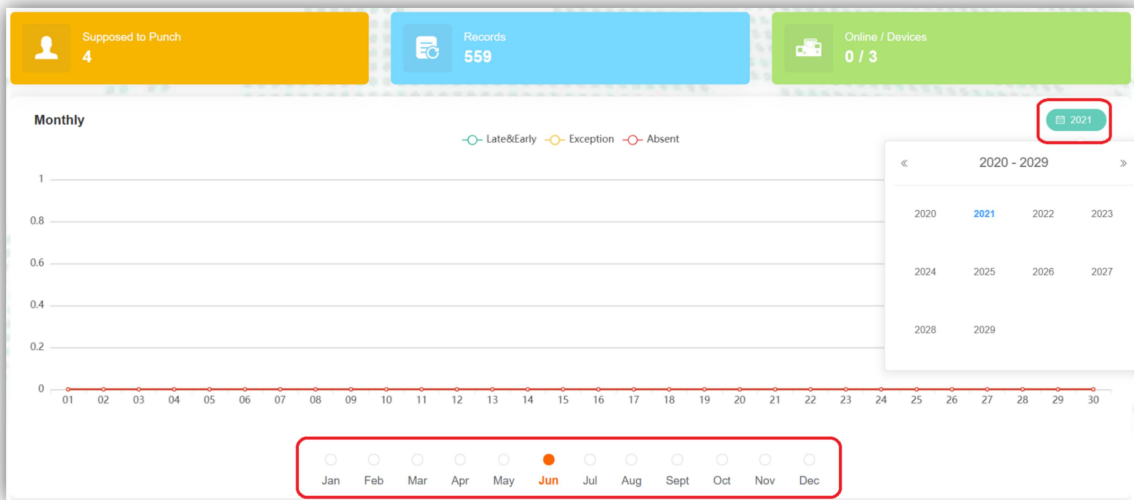 Supposed to Punch
4
Records
559
Online / Devices
0 / 3
Monthly
2021
Late&Early Exception Absent
« 2020 - 2029 »
2020 2021 2022 2023
2024 2025 2026 2027
2028 2029
1
0.8
0.6
0.4
0.2
0
01 02 03 04 05 06 07 08 09 10 11 12 13 14 15 16 17 18 19 20 21 22 23 24 25 26 27 28 29 30
Jan Feb Mar Apr May Jun Jul Aug Sept Oct Nov Dec